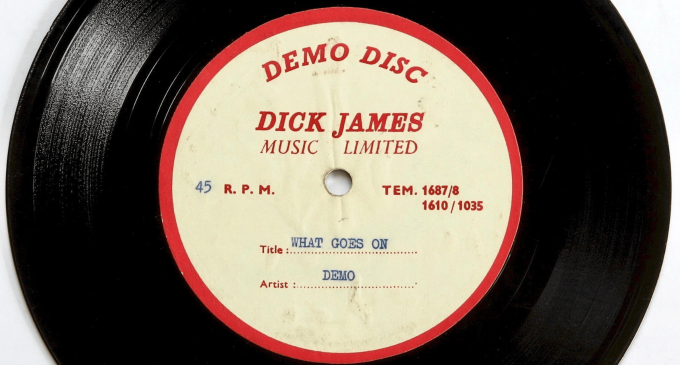 DEMO DISC
DICK JAMES
MUSIC LIMITED
45 R. P. M.
TEM. 1687/8
1610 / 1035
Title :WHAT GOES ON
Artist : DEMO